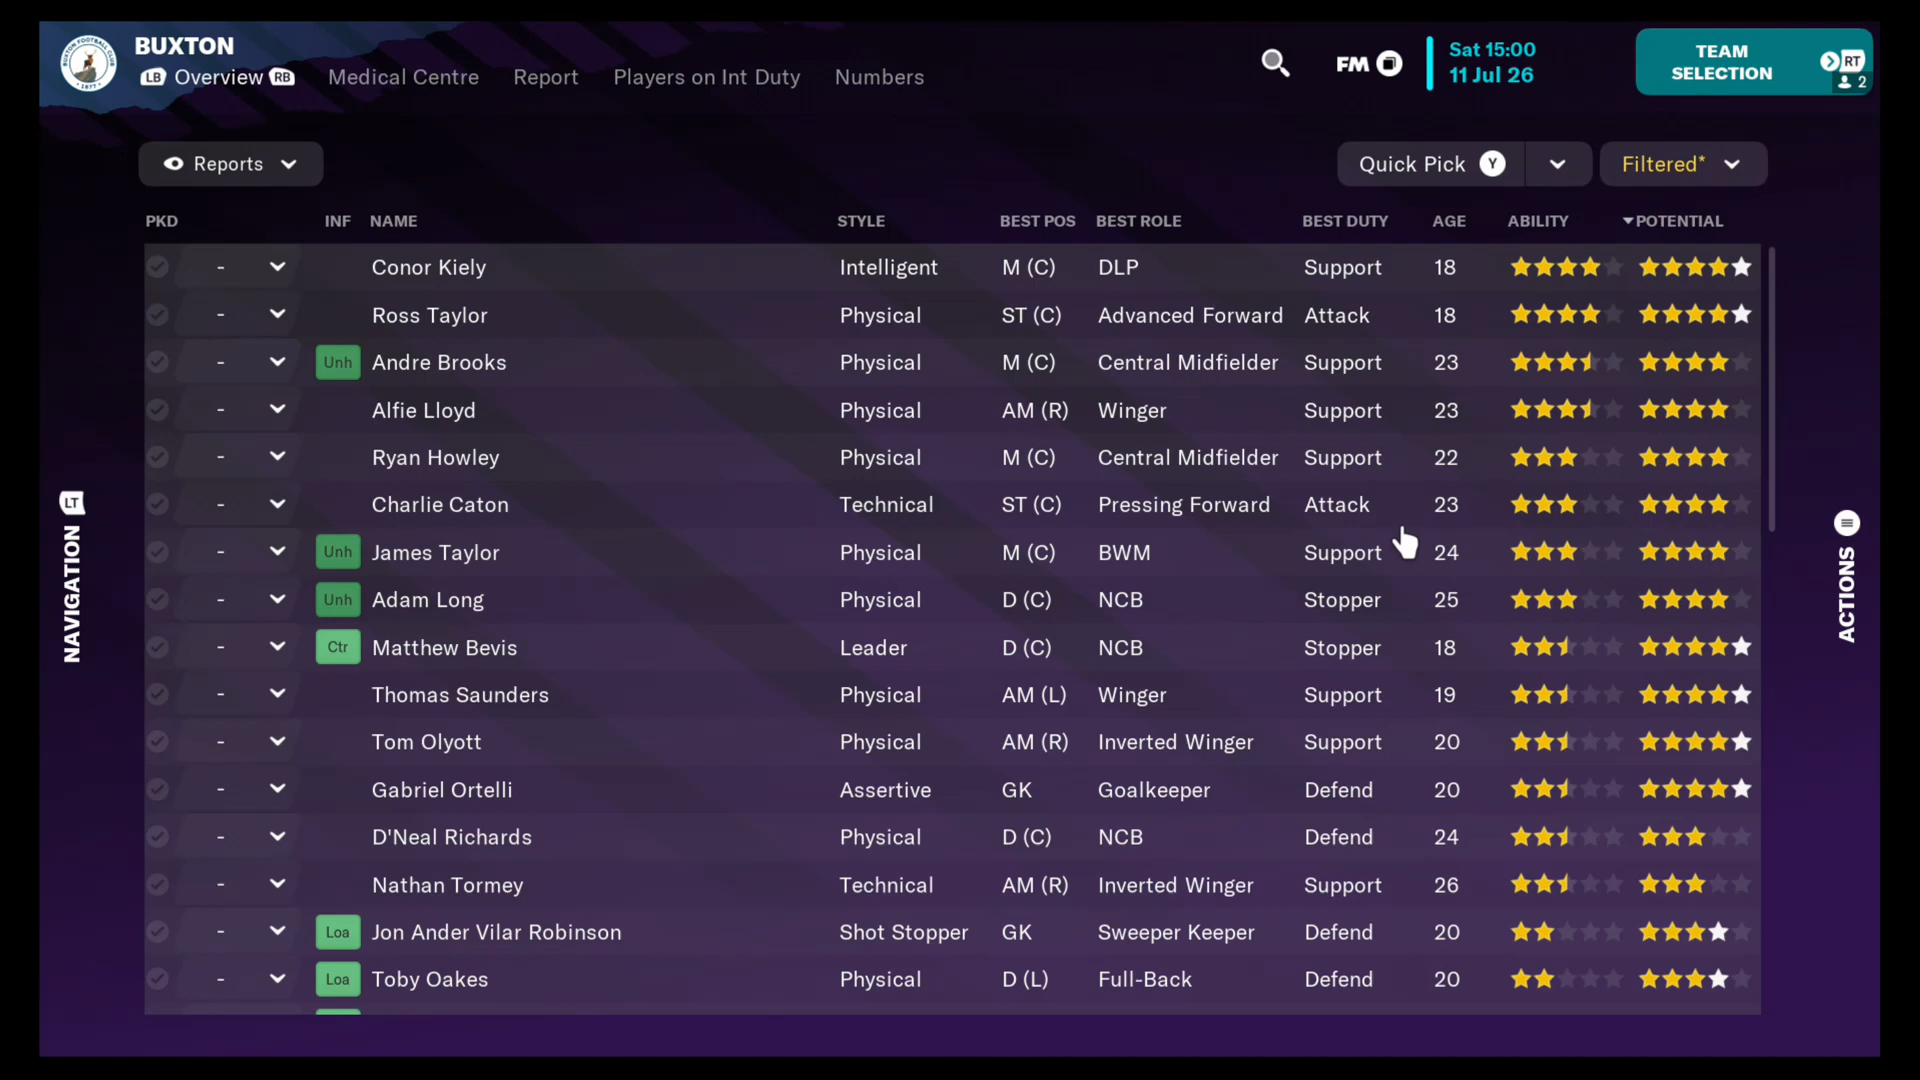 BUXTON
LB Overview RB Medical Centre Report Players on Int Duty Numbers
FM
Sat 15:00
11 Jul 26
TEAM SELECTION
RT
2
Reports
Quick Pick Y
Filtered*
PKD INF NAME STYLE BEST POS BEST ROLE BEST DUTY AGE ABILITY POTENTIAL
- Conor Kiely Intelligent M (C) DLP Support 18
- Ross Taylor Physical ST (C) Advanced Forward Attack 18
- Unh Andre Brooks Physical M (C) Central Midfielder Support 23
- Alfie Lloyd Physical AM (R) Winger Support 23
- Ryan Howley Physical M (C) Central Midfielder Support 22
- Charlie Caton Technical ST (C) Pressing Forward Attack 23
- Unh James Taylor Physical M (C) BWM Support 24
- Unh Adam Long Physical D (C) NCB Stopper 25
- Ctr Matthew Bevis Leader D (C) NCB Stopper 18
- Thomas Saunders Physical AM (L) Winger Support 19
- Tom Olyott Physical AM (R) Inverted Winger Support 20
- Gabriel Ortelli Assertive GK Goalkeeper Defend 20
- D'Neal Richards Physical D (C) NCB Defend 24
- Nathan Tormey Technical AM (R) Inverted Winger Support 26
- Loa Jon Ander Vilar Robinson Shot Stopper GK Sweeper Keeper Defend 20
- Loa Toby Oakes Physical D (L) Full-Back Defend 20
LT
NAVIGATION
ACTIONS